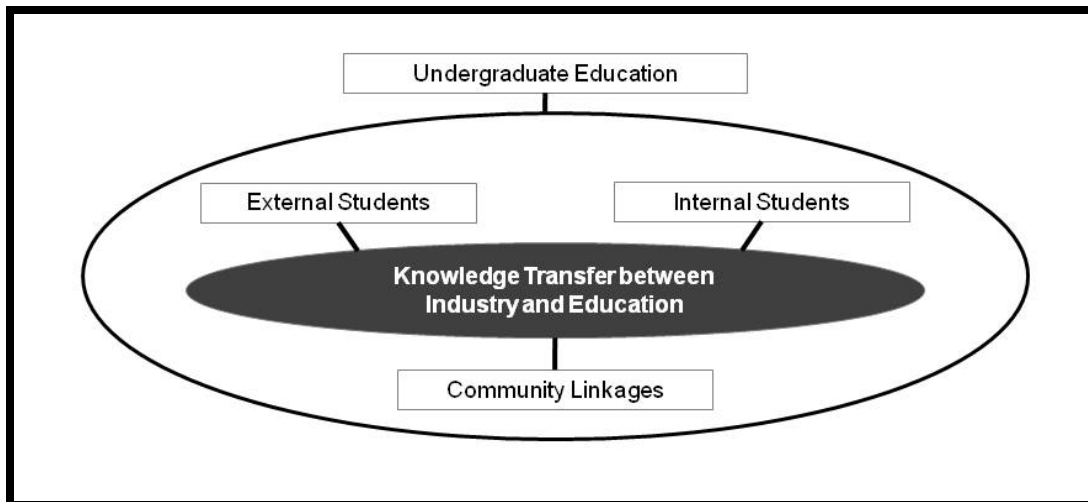 Undergraduate Education
External Students
Internal Students
Knowledge Transfer between
Industry and Education
Community Linkages